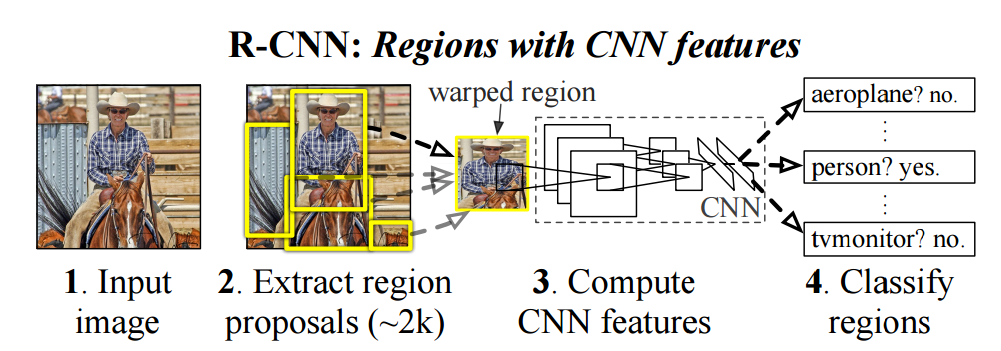 R-CNN: Regions with CNN features
warped region
aeroplane? no.
person? yes.
tvmonitor? no.
CNN
1. Input
image
2. Extract region
proposals (~2k)
3. Compute
CNN features
4. Classify
regions